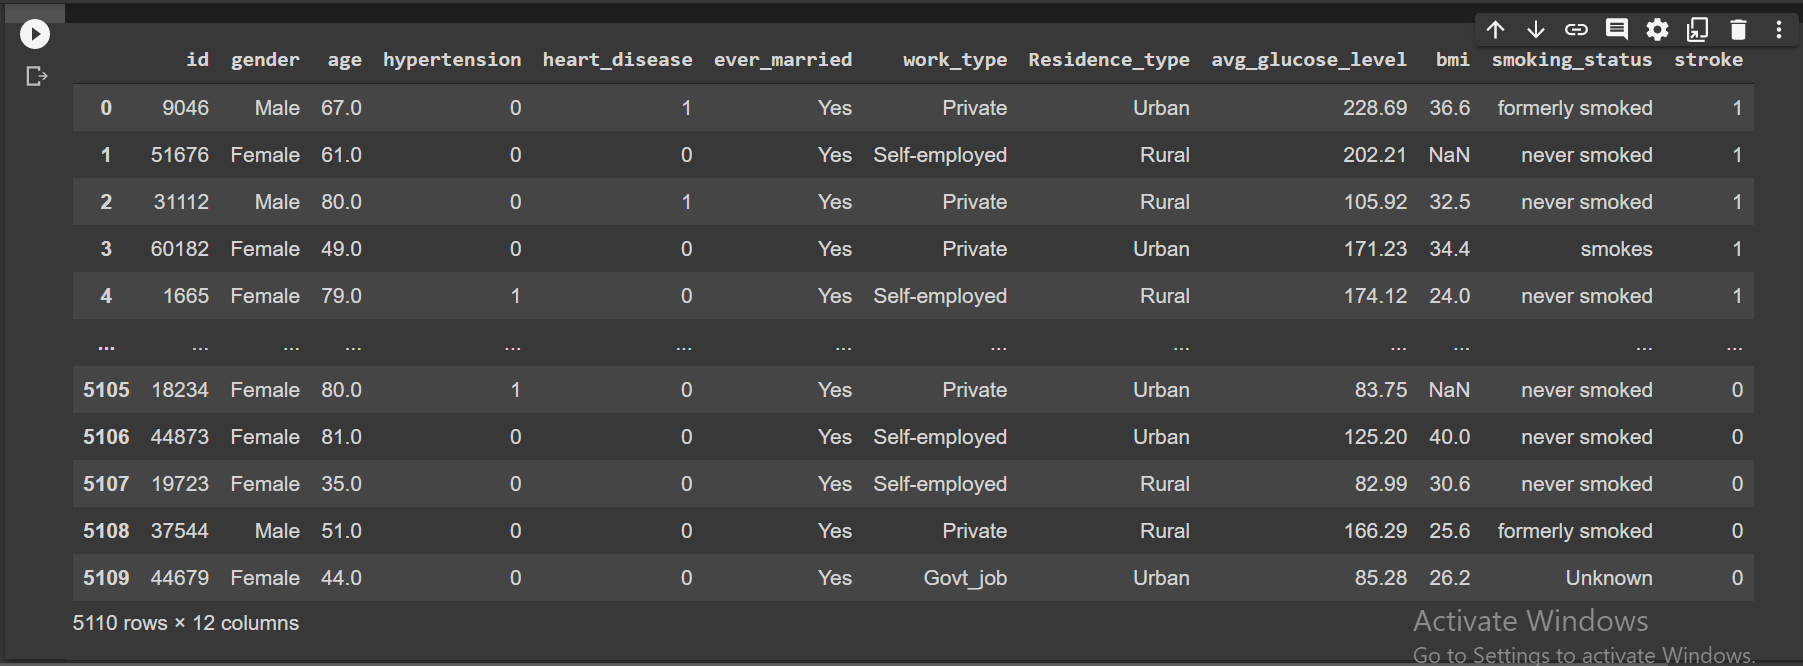 id gender age hypertension heart_disease ever_married work_type Residence_type avg_glucose_level bmi smoking_status stroke
0 9046 Male 67.0 0 1 Yes Private Urban 228.69 36.6 formerly smoked 1
1 51676 Female 61.0 0 0 Yes Self-employed Rural 202.21 NaN never smoked 1
2 31112 Male 80.0 0 1 Yes Private Rural 105.92 32.5 never smoked 1
3 60182 Female 49.0 0 0 Yes Private Urban 171.23 34.4 smokes 1
4 1665 Female 79.0 1 0 Yes Self-employed Rural 174.12 24.0 never smoked 1
... ... ... ... ... ... ... ... ... ... ... ... ...
5105 18234 Female 80.0 1 0 Yes Private Urban 83.75 NaN never smoked 0
5106 44873 Female 81.0 0 0 Yes Self-employed Urban 125.20 40.0 never smoked 0
5107 19723 Female 35.0 0 0 Yes Self-employed Rural 82.99 30.6 never smoked 0
5108 37544 Male 51.0 0 0 Yes Private Rural 166.29 25.6 formerly smoked 0
5109 44679 Female 44.0 0 0 Yes Govt_job Urban 85.28 26.2 Unknown 0
5110 rows × 12 columns
Activate Windows
Go to Settings to activate Windows.